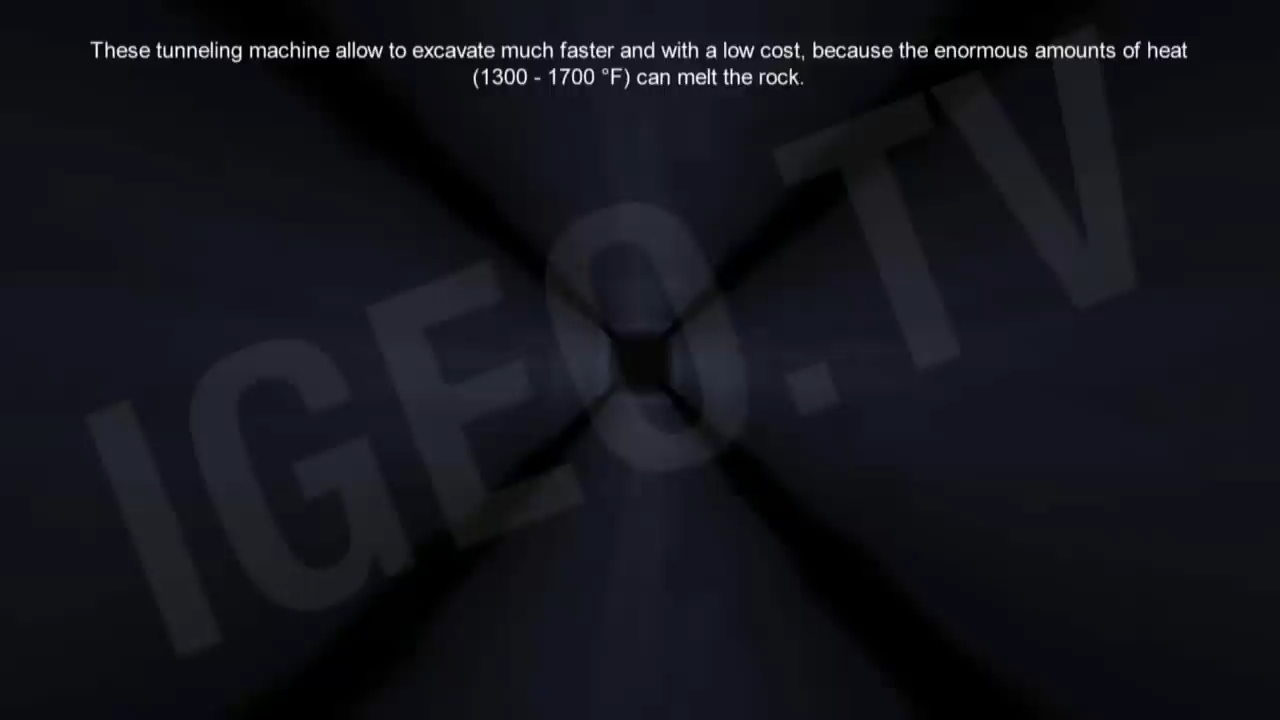 These tunneling machine allow to excavate much faster and with a low cost, because the enormous amounts of heat
(1300 - 1700 °F) can melt the rock.
IGEO.TV